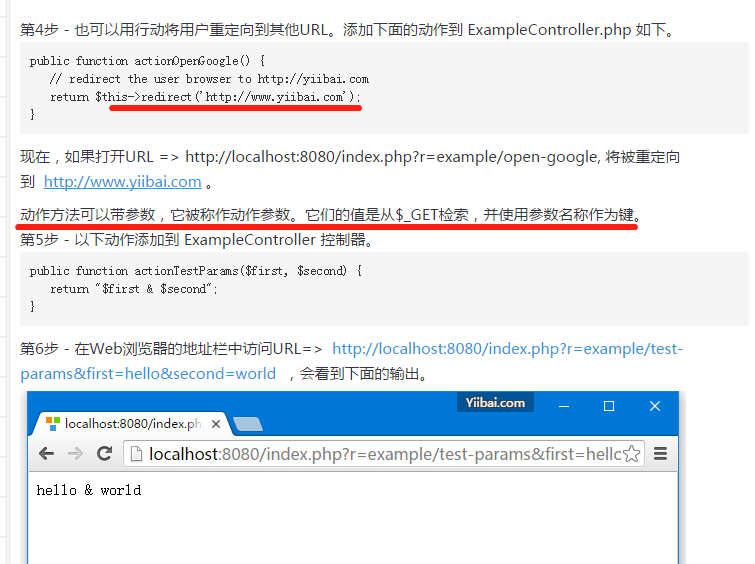 第4步 - 也可以用行动将用户重定向到其他URL。添加下面的动作到 ExampleController.php 如下。
public function actionOpenGoogle() {
// redirect the user browser to http://yiibai.com
return $this->redirect('http://www.yiibai.com');
}
现在，如果打开URL => http://localhost:8080/index.php?r=example/open-google, 将被重定向
到 http://www.yiibai.com 。
动作方法可以带参数，它被称作动作参数。它们的值是从$_GET检索，并使用参数名称作为键。
第5步 - 以下动作添加到 ExampleController 控制器。
public function actionTestParams($first, $second) {
return "$first & $second";
}
第6步 - 在Web浏览器的地址栏中访问URL=> http://localhost:8080/index.php?r=example/test-
params&first=hello&second=world ，会看到下面的输出。
Yiibai.com
localhost:8080/index.ph
localhost:8080/index.php?r=example/test-params&first=hello
hello & world